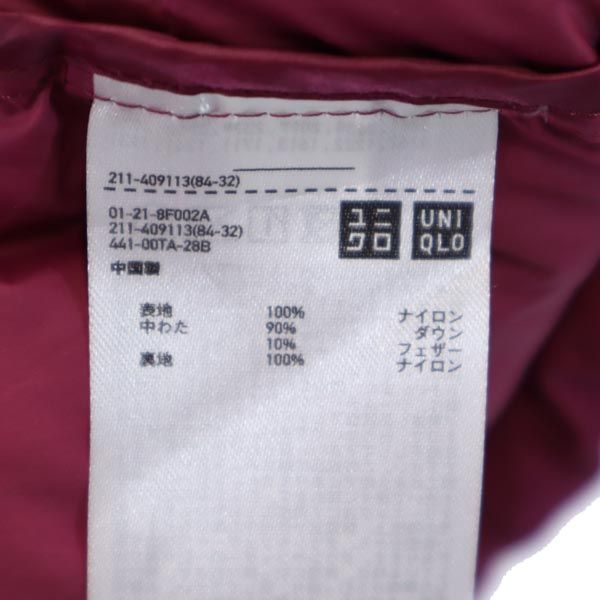 211-409113(84-32)
01-21-8F002A
211-409113(84-32)
441-00TA-28B
ユニ
クロ
UNI
QLO
中国製
表地 100% ナイロン
中わた 90% ダウン
10% フェザー
裏地 100% ナイロン